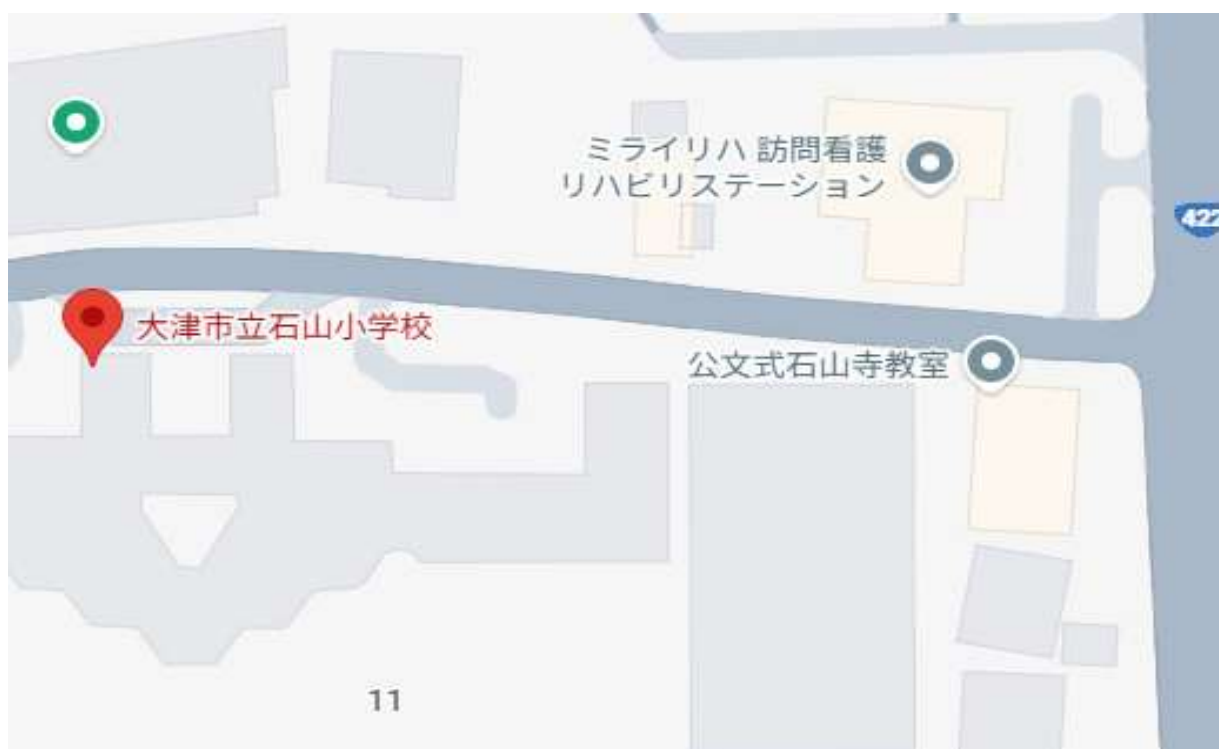 ミライリハ 訪問看護
リハビリステーション
422
大津市立石山小学校
公文式石山寺教室
11